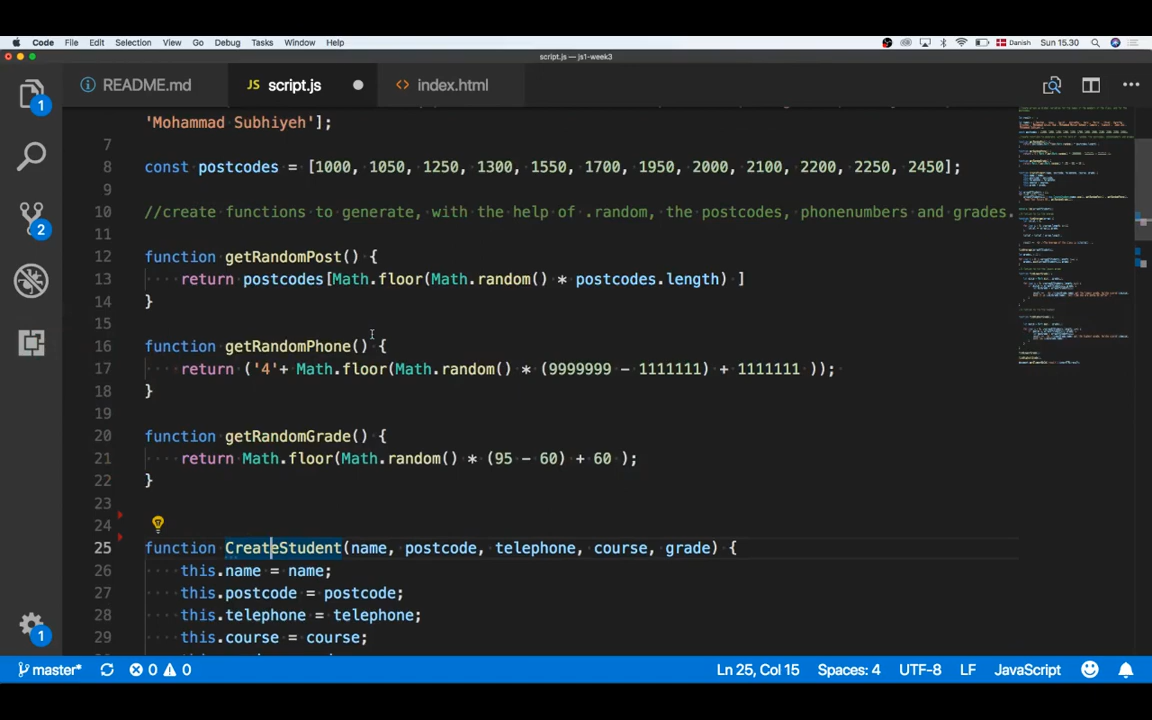 Code File Edit Selection View Go Debug Tasks Window Help Danish Sun 15.30
script.js — js1-week3
README.md JS script.js index.html
'Mohammad Subhiyeh'];
7
8 const postcodes = [1000, 1050, 1250, 1300, 1550, 1700, 1950, 2000, 2100, 2200, 2250, 2450];
9
10 //create functions to generate, with the help of .random, the postcodes, phonenumbers and grades,
11
12 function getRandomPost() {
13 return postcodes[Math.floor(Math.random() * postcodes.length) ]
14 }
15
16 function getRandomPhone() {
17 return ('4'+ Math.floor(Math.random() * (9999999 - 1111111) + 1111111 ));
18 }
19
20 function getRandomGrade() {
21 return Math.floor(Math.random() * (95 - 60) + 60 );
22 }
23
24
25 function CreateStudent(name, postcode, telephone, course, grade) {
26 this.name = name;
27 this.postcode = postcode;
28 this.telephone = telephone;
29 this.course = course;
1
2
1
master* 0 0 Ln 25, Col 15 Spaces: 4 UTF-8 LF JavaScript